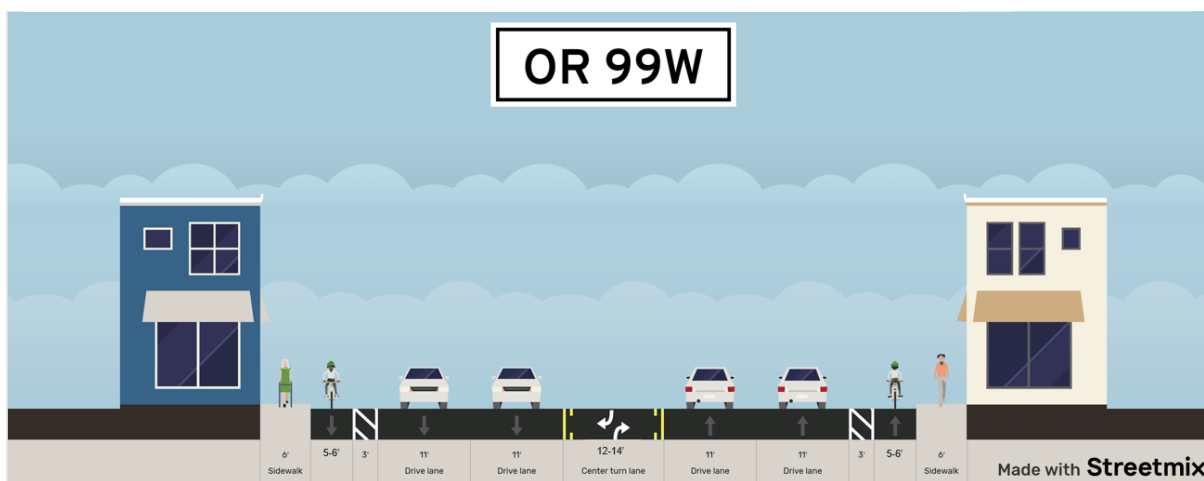 OR 99W
6' 5-6' 3' 11' 11' 12-14' 11' 11' 3' 5-6' 6'
Sidewalk Drive lane Drive lane Center turn lane Drive lane Drive lane Sidewalk
Made with Streetmix